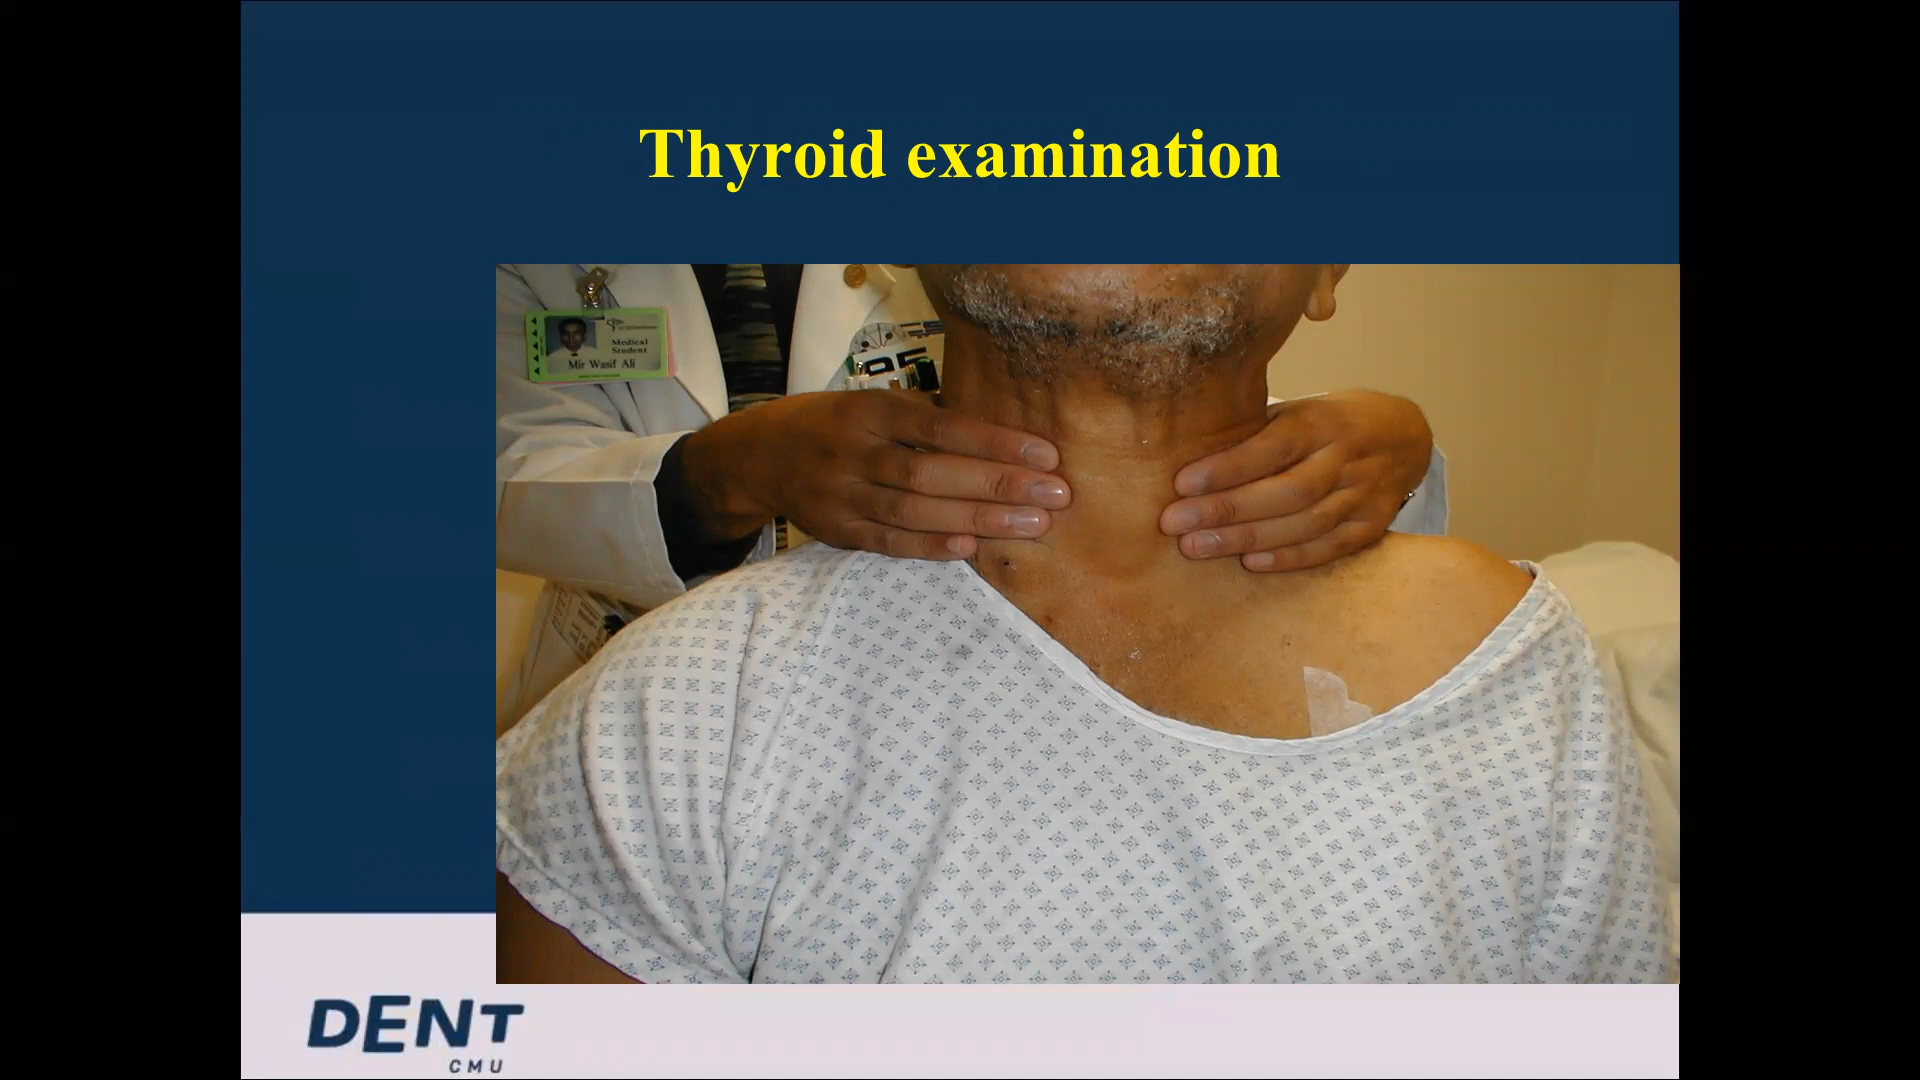 Thyroid examination
Medical
Student
Mir Wasif Ali
DENT
CMU